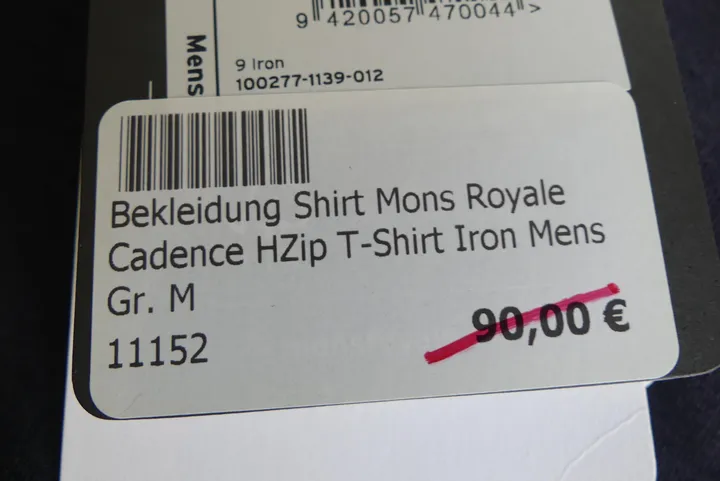 9 420057 470044 >
Mens
9 Iron
100277-1139-012
Bekleidung Shirt Mons Royale
Cadence HZip T-Shirt Iron Mens
Gr. M
11152
90,00 €